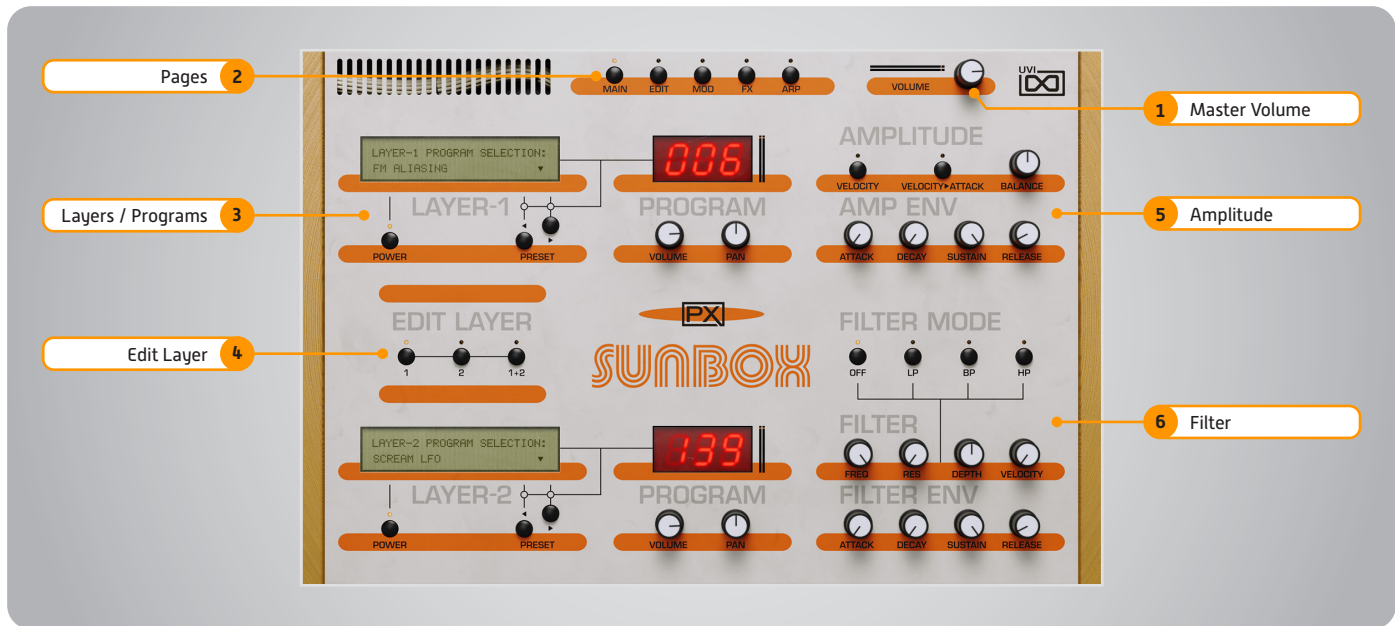 Pages 2
MAIN EDIT MOD FX ARP
VOLUME
UVI
1 Master Volume
LAYER-1 PROGRAM SELECTION:
FM ALIASING ▼
006
AMPLITUDE
VELOCITY VELOCITY▶ATTACK BALANCE
Layers / Programs 3
LAYER-1
PROGRAM
AMP ENV
5 Amplitude
POWER
◀ ▶
PRESET
VOLUME PAN
ATTACK DECAY SUSTAIN RELEASE
Edit Layer 4
EDIT LAYER
1 2 1+2
PX
SUNBOX
FILTER MODE
OFF LP BP HP
FILTER
6 Filter
FREQ RES DEPTH VELOCITY
LAYER-2 PROGRAM SELECTION:
SCREAM LFO ▼
139
LAYER-2
PROGRAM
FILTER ENV
POWER
◀ ▶
PRESET
VOLUME PAN
ATTACK DECAY SUSTAIN RELEASE